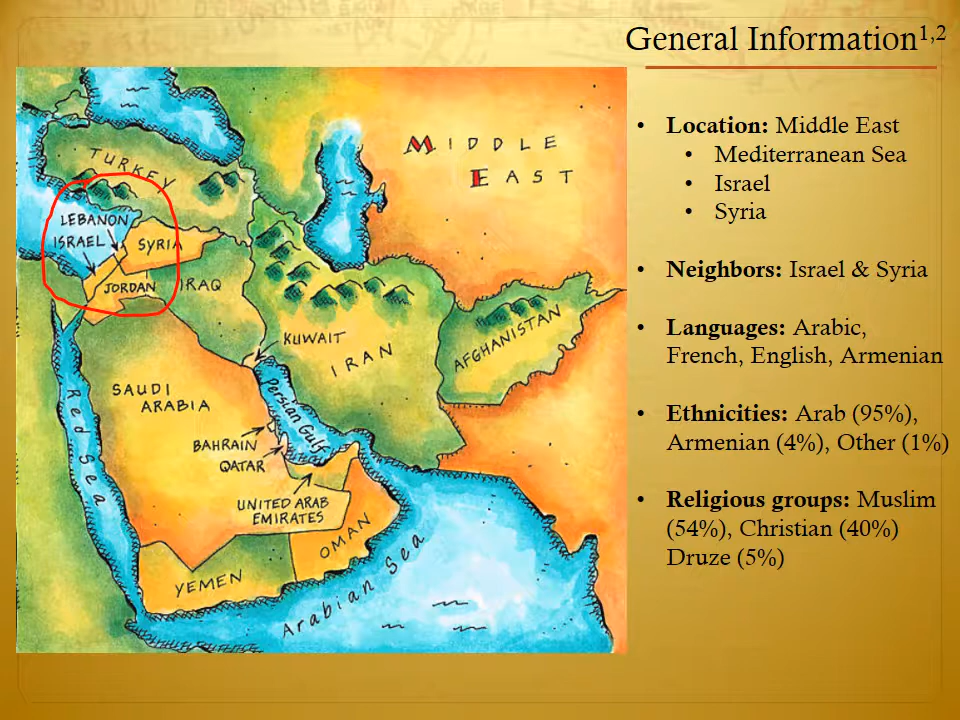 General Information1,2
MIDDLE
EAST
TURKEY
LEBANON
ISRAEL
SYRIA
JORDAN
IRAQ
KUWAIT
IRAN
AFGHANISTAN
SAUDI
ARABIA
Red Sea
Persian Gulf
BAHRAIN
QATAR
UNITED ARAB
EMIRATES
OMAN
YEMEN
Arabian Sea
• Location: Middle East
• Mediterranean Sea
• Israel
• Syria
• Neighbors: Israel & Syria
• Languages: Arabic,
French, English, Armenian
• Ethnicities: Arab (95%),
Armenian (4%), Other (1%)
• Religious groups: Muslim
(54%), Christian (40%)
Druze (5%)